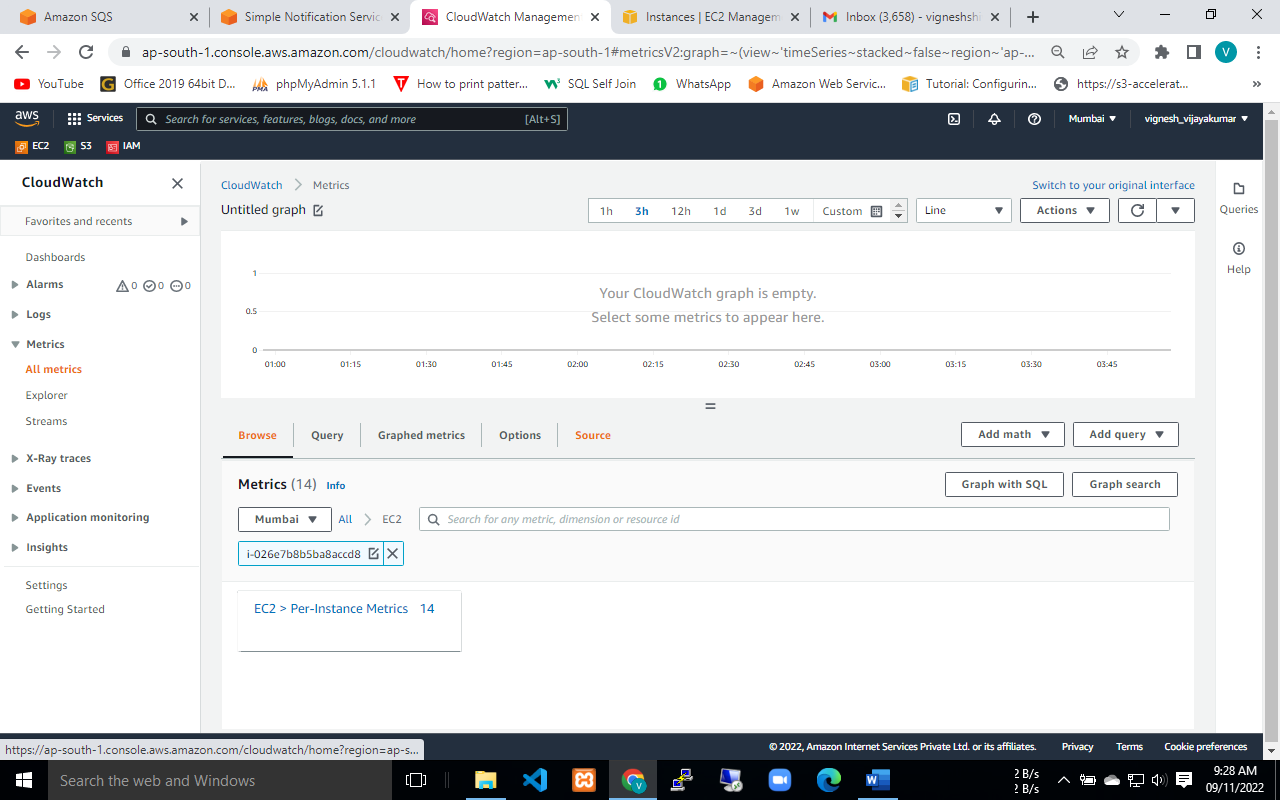 Amazon SQS
Simple Notification Servic
CloudWatch Managemen
Instances | EC2 Managem
Inbox (3,658) - vigneshshi
ap-south-1.console.aws.amazon.com/cloudwatch/home?region=ap-south-1#metricsV2:graph=~(view~'timeSeries~stacked~false~region~'ap-...
V
YouTube
Office 2019 64bit D...
phpMyAdmin 5.1.1
How to print patter...
SQL Self Join
WhatsApp
Amazon Web Servic...
Tutorial: Configurin...
https://s3-accelerat...
»
aws
Services
Search for services, features, blogs, docs, and more
[Alt+S]
Mumbai
vignesh_vijayakumar
EC2
S3
IAM
CloudWatch
Favorites and recents
Dashboards
Alarms
0
0
0
Logs
Metrics
All metrics
Explorer
Streams
X-Ray traces
Events
Application monitoring
Insights
Settings
Getting Started
CloudWatch
Metrics
Switch to your original interface
Untitled graph
1h
3h
12h
1d
3d
1w
Custom
Line
Actions
Queries
Help
1
0.5
0
Your CloudWatch graph is empty.
Select some metrics to appear here.
01:00
01:15
01:30
01:45
02:00
02:15
02:30
02:45
03:00
03:15
03:30
03:45
Browse
Query
Graphed metrics
Options
Source
Add math
Add query
Metrics (14)
Info
Graph with SQL
Graph search
Mumbai
All
EC2
Search for any metric, dimension or resource id
i-026e7b8b5ba8accd8
EC2 > Per-Instance Metrics 14
https://ap-south-1.console.aws.amazon.com/cloudwatch/home?region=ap-s...
© 2022, Amazon Internet Services Private Ltd. or its affiliates.
Privacy
Terms
Cookie preferences
Search the web and Windows
2 B/s
2 B/s
9:28 AM
09/11/2022